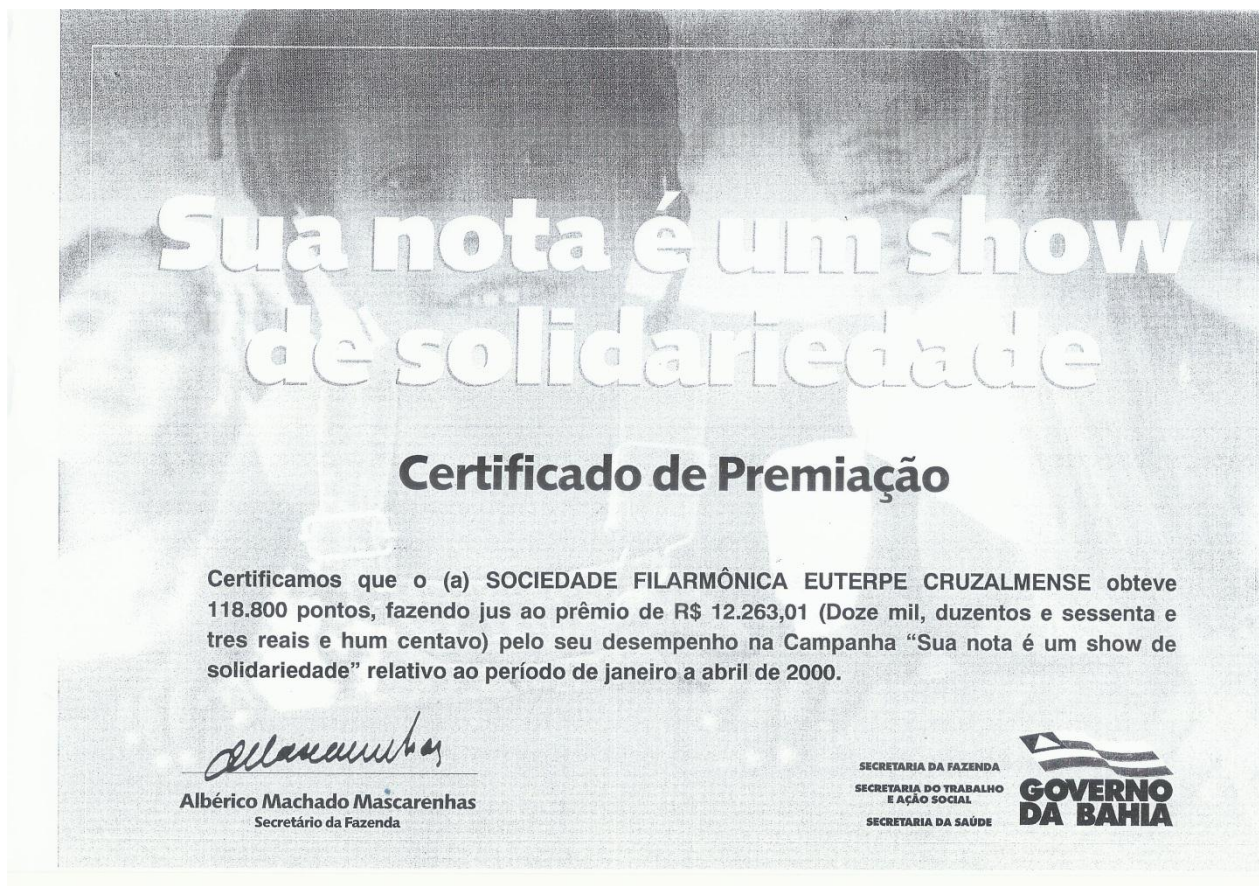 Sua nota é um show
de solidariedade
Certificado de Premiação
Certificamos que o (a) SOCIEDADE FILARMÔNICA EUTERPE CRUZALMENSE obteve
118.800 pontos, fazendo jus ao prêmio de R$ 12.263,01 (Doze mil, duzentos e sessenta e
tres reais e hum centavo) pelo seu desempenho na Campanha “Sua nota é um show de
solidariedade” relativo ao período de janeiro a abril de 2000.
Albérico Machado Mascarenhas
Secretário da Fazenda
SECRETARIA DA FAZENDA
SECRETARIA DO TRABALHO
E AÇÃO SOCIAL
SECRETARIA DA SAÚDE
GOVERNO
DA BAHIA